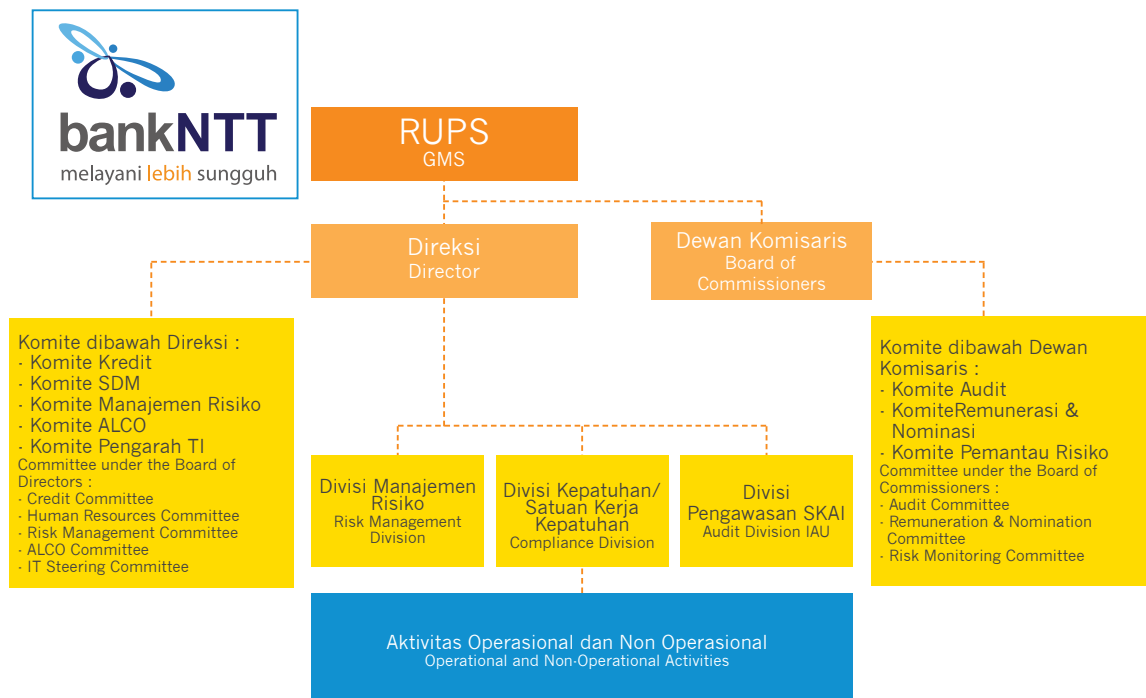 bankNTT
melayani lebih sungguh
RUPS
GMS
Direksi
Director
Dewan Komisaris
Board of
Commissioners
Komite dibawah Direksi :
· Komite Kredit
· Komite SDM
· Komite Manajemen Risiko
· Komite ALCO
· Komite Pengarah TI
Committee under the Board of
Directors :
· Credit Committee
· Human Resources Committee
· Risk Management Committee
· ALCO Committee
· IT Steering Committee
Komite dibawah Dewan
Komisaris :
· Komite Audit
· KomiteRemunerasi &
Nominasi
· Komite Pemantau Risiko
Committee under the Board of
Commissioners :
· Audit Committee
· Remuneration & Nomination
Committee
· Risk Monitoring Committee
Divisi Manajemen
Risiko
Risk Management
Division
Divisi Kepatuhan/
Satuan Kerja
Kepatuhan
Compliance Division
Divisi
Pengawasan SKAI
Audit Division IAU
Aktivitas Operasional dan Non Operasional
Operational and Non-Operational Activities